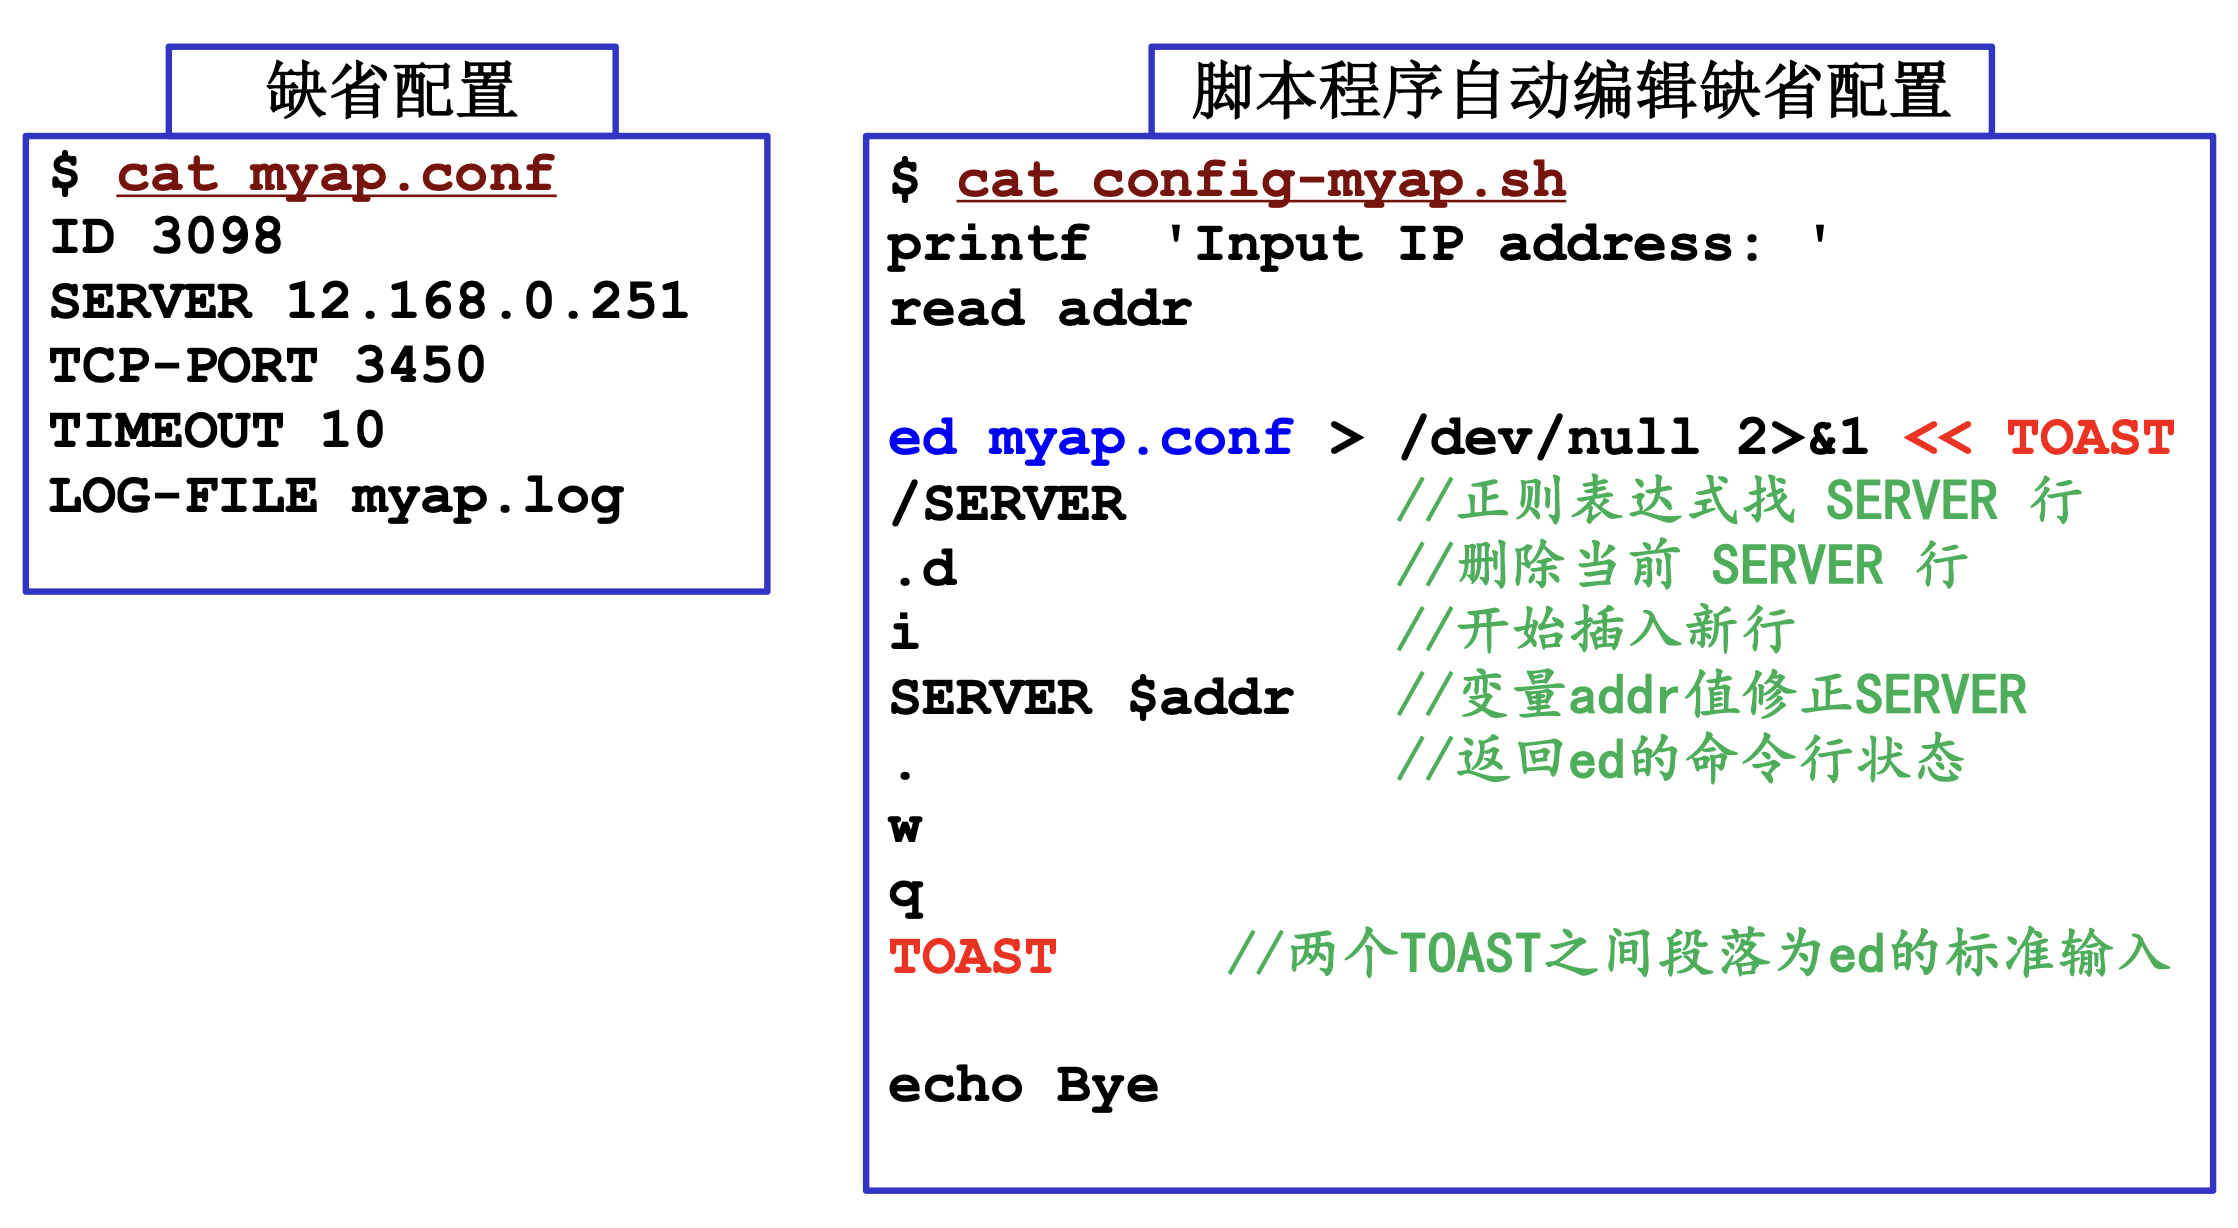 缺省配置
$ cat myap.conf
ID 3098
SERVER 12.168.0.251
TCP-PORT 3450
TIMEOUT 10
LOG-FILE myap.log
脚本程序自动编辑缺省配置
$ cat config-myap.sh
printf  'Input IP address: '
read addr
ed myap.conf > /dev/null 2>&1 << TOAST
/SERVER //正则表达式找 SERVER 行
.d //删除当前 SERVER 行
i //开始插入新行
SERVER $addr //变量addr值修正SERVER
. //返回ed的命令行状态
w
q
TOAST //两个TOAST之间段落为ed的标准输入
echo Bye